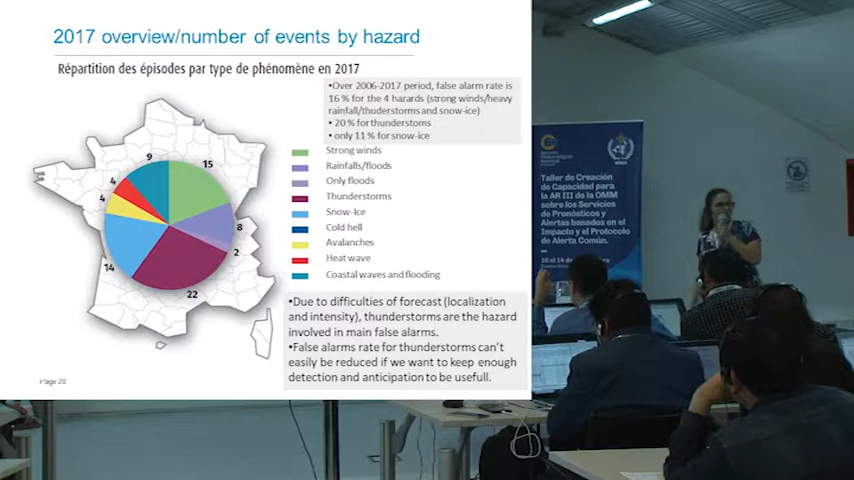 2017 overview/number of events by hazard
Répartition des épisodes par type de phénomène en 2017
•Over 2006-2017 period, false alarm rate is
16 % for the 4 hazards (strong winds/heavy
rainfall/thuderstorms and snow-ice)
• 20 % for thunderstoms
• only 11 % for snow-ice
Strong winds
Rainfalls/floods
Only floods
Thunderstorms
Snow-Ice
Cold hell
Avalanches
Heat wave
Coastal waves and flooding
9
15
4
4
8
2
14
22
•Due to difficulties of forecast (localization
and intensity), thunderstorms are the hazard
involved in main false alarms.
•False alarms rate for thunderstorms can't
easily be reduced if we want to keep enough
detection and anticipation to be usefull.
Page 20
Taller de Creación
de Capacidad para
la AR III de la OMM
sobre los Servicios
de Pronósticos y
Alertas basados en el
Impacto y el Protocolo
de Alerta Común.